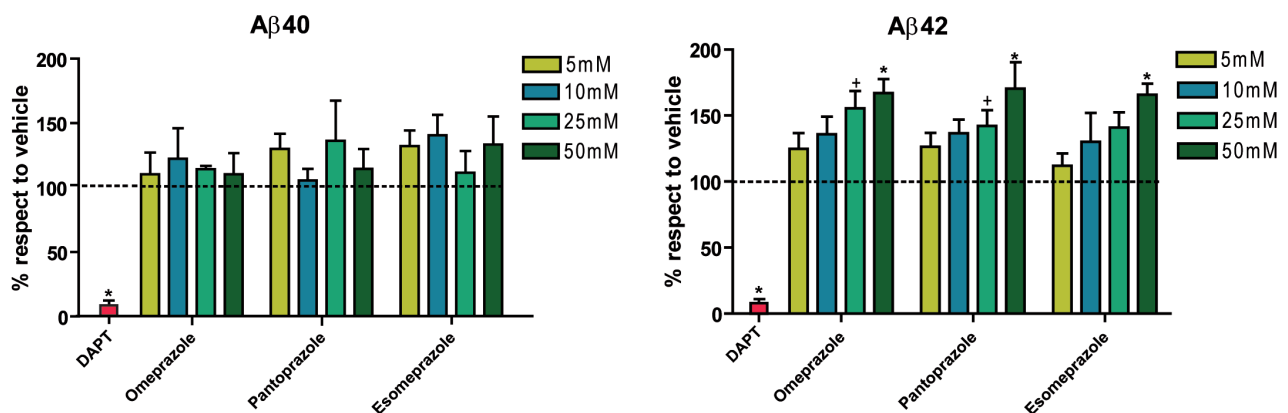 Aβ40
% respect to vehicle
200
150
100
50
0
*
DAPT
Omeprazole
Pantoprazole
Esomeprazole
5mM
10mM
25mM
50mM
Aβ42
% respect to vehicle
200
150
100
50
0
*
+
*
+
*
*
DAPT
Omeprazole
Pantoprazole
Esomeprazole
5mM
10mM
25mM
50mM